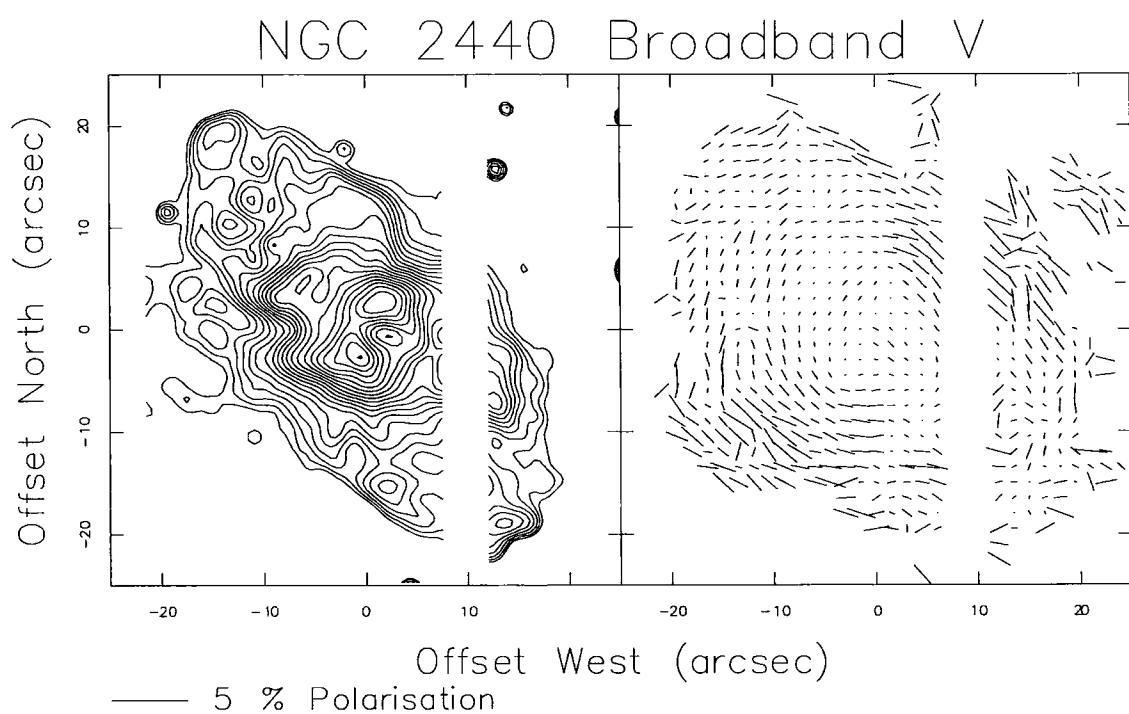 NGC 2440 Broadband V
Offset North (arcsec)
20
10
0
-10
-20
-20 -10 0 10
-20 -10 0 10 20
Offset West (arcsec)
5 % Polarisation